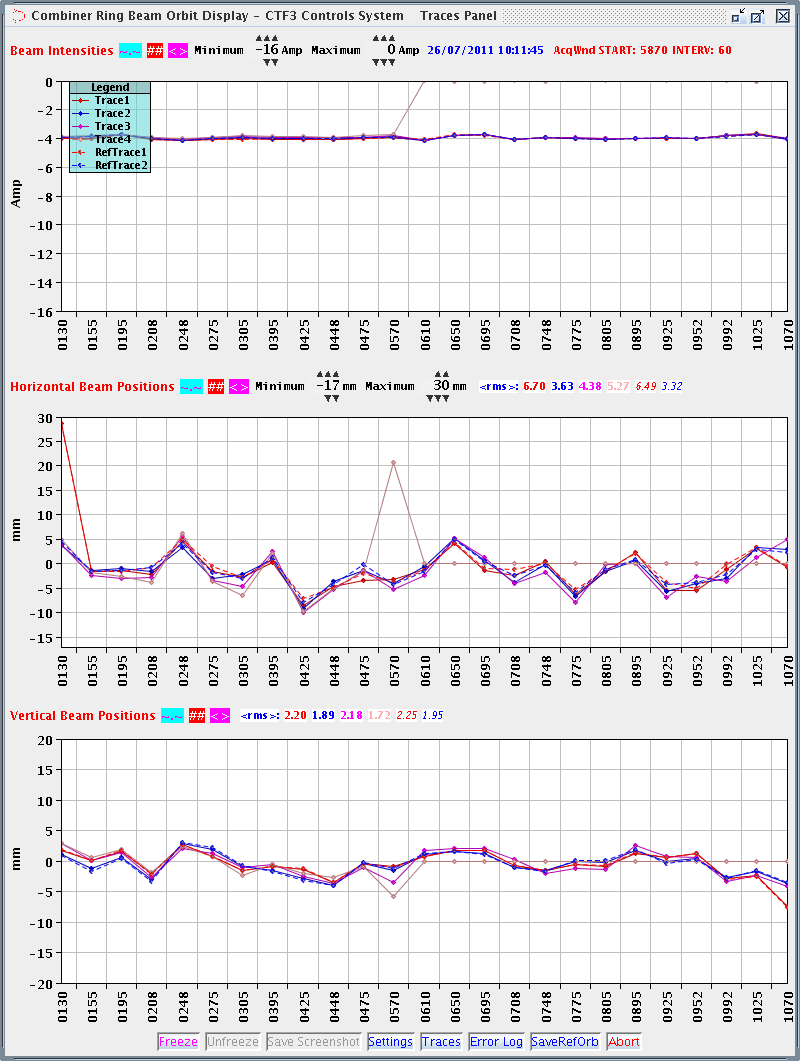 Combiner Ring Beam Orbit Display - CTF3 Controls System Traces Panel
Beam Intensities ~.~ ## <> Minimum -16 Amp Maximum 0 Amp 26/07/2011 10:11:45 AcqWnd START: 5870 INTERV: 60
Legend
Trace1
Trace2
Trace3
Trace4
RefTrace1
RefTrace2
Amp
0
-2
-4
-6
-8
-10
-12
-14
-16
0130 0155 0195 0208 0248 0275 0305 0395 0425 0448 0475 0570 0610 0650 0695 0708 0748 0775 0805 0895 0925 0952 0992 1025 1070
Horizontal Beam Positions ~.~ ## <> Minimum -17 mm Maximum 30 mm <rms>: 6.70 3.63 4.38 5.27 6.49 3.32
mm
30
25
20
15
10
5
0
-5
-10
-15
0130 0155 0195 0208 0248 0275 0305 0395 0425 0448 0475 0570 0610 0650 0695 0708 0748 0775 0805 0895 0925 0952 0992 1025 1070
Vertical Beam Positions ~.~ ## <> <rms>: 2.20 1.89 2.18 1.72 2.25 1.95
mm
20
15
10
5
0
-5
-10
-15
-20
0130 0155 0195 0208 0248 0275 0305 0395 0425 0448 0475 0570 0610 0650 0695 0708 0748 0775 0805 0895 0925 0952 0992 1025 1070
Freeze Unfreeze Save Screenshot Settings Traces Error Log SaveRefOrb Abort